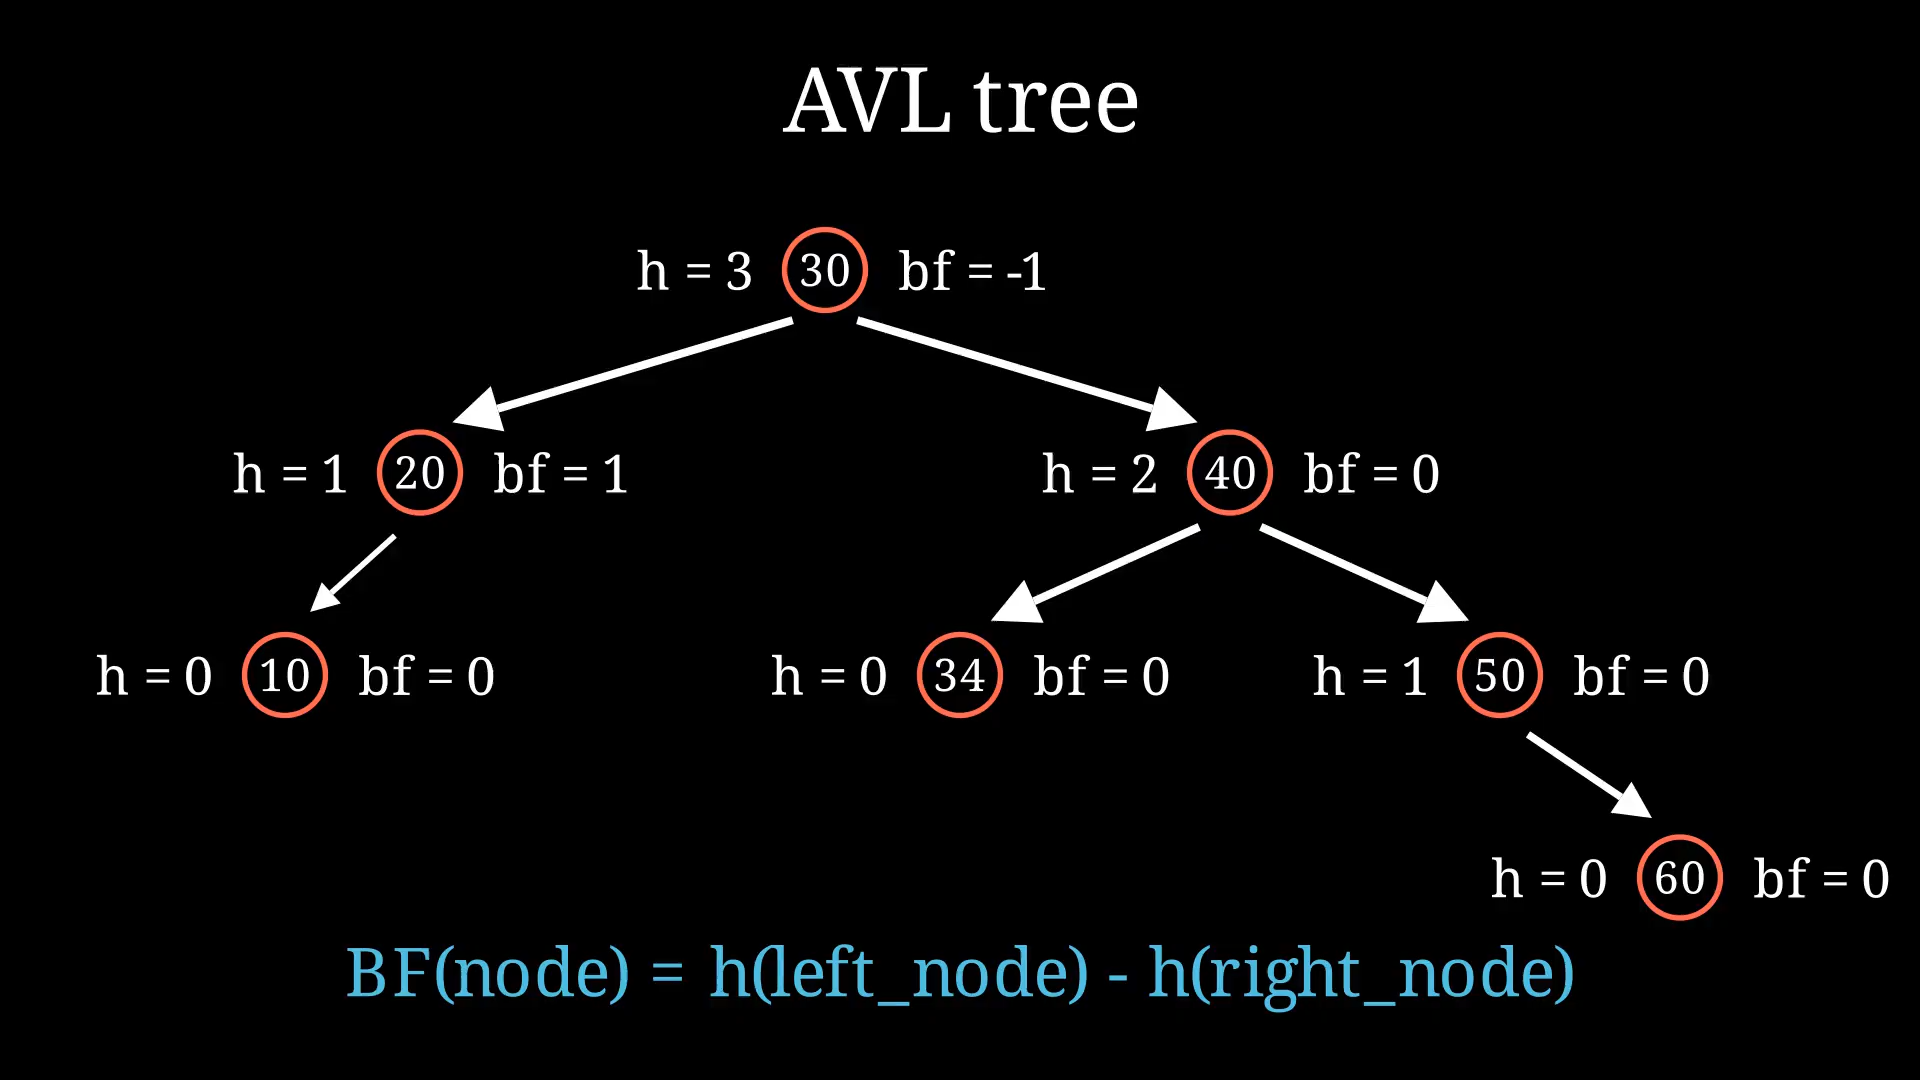 AVL tree
h = 3 30 bf = -1
h = 1 20 bf = 1 h = 2 40 bf = 0
h = 0 10 bf = 0 h = 0 34 bf = 0 h = 1 50 bf = 0
h = 0 60 bf = 0
BF(node) = h(left_node) - h(right_node)